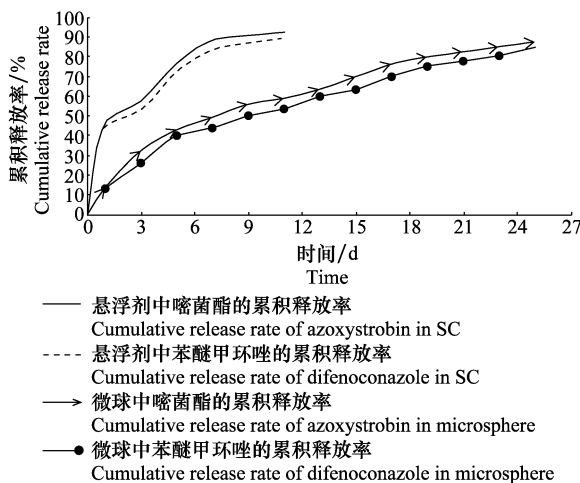 累积释放率/%
Cumulative release rate
100
90
80
70
60
50
40
30
20
10
0
0 3 6 9 12 15 18 21 24 27
时间/d
Time
悬浮剂中嘧菌酯的累积释放率
Cumulative release rate of azoxystrobin in SC
悬浮剂中苯醚甲环唑的累积释放率
Cumulative release rate of difenoconazole in SC
微球中嘧菌酯的累积释放率
Cumulative release rate of azoxystrobin in microsphere
微球中苯醚甲环唑的累积释放率
Cumulative release rate of difenoconazole in microsphere